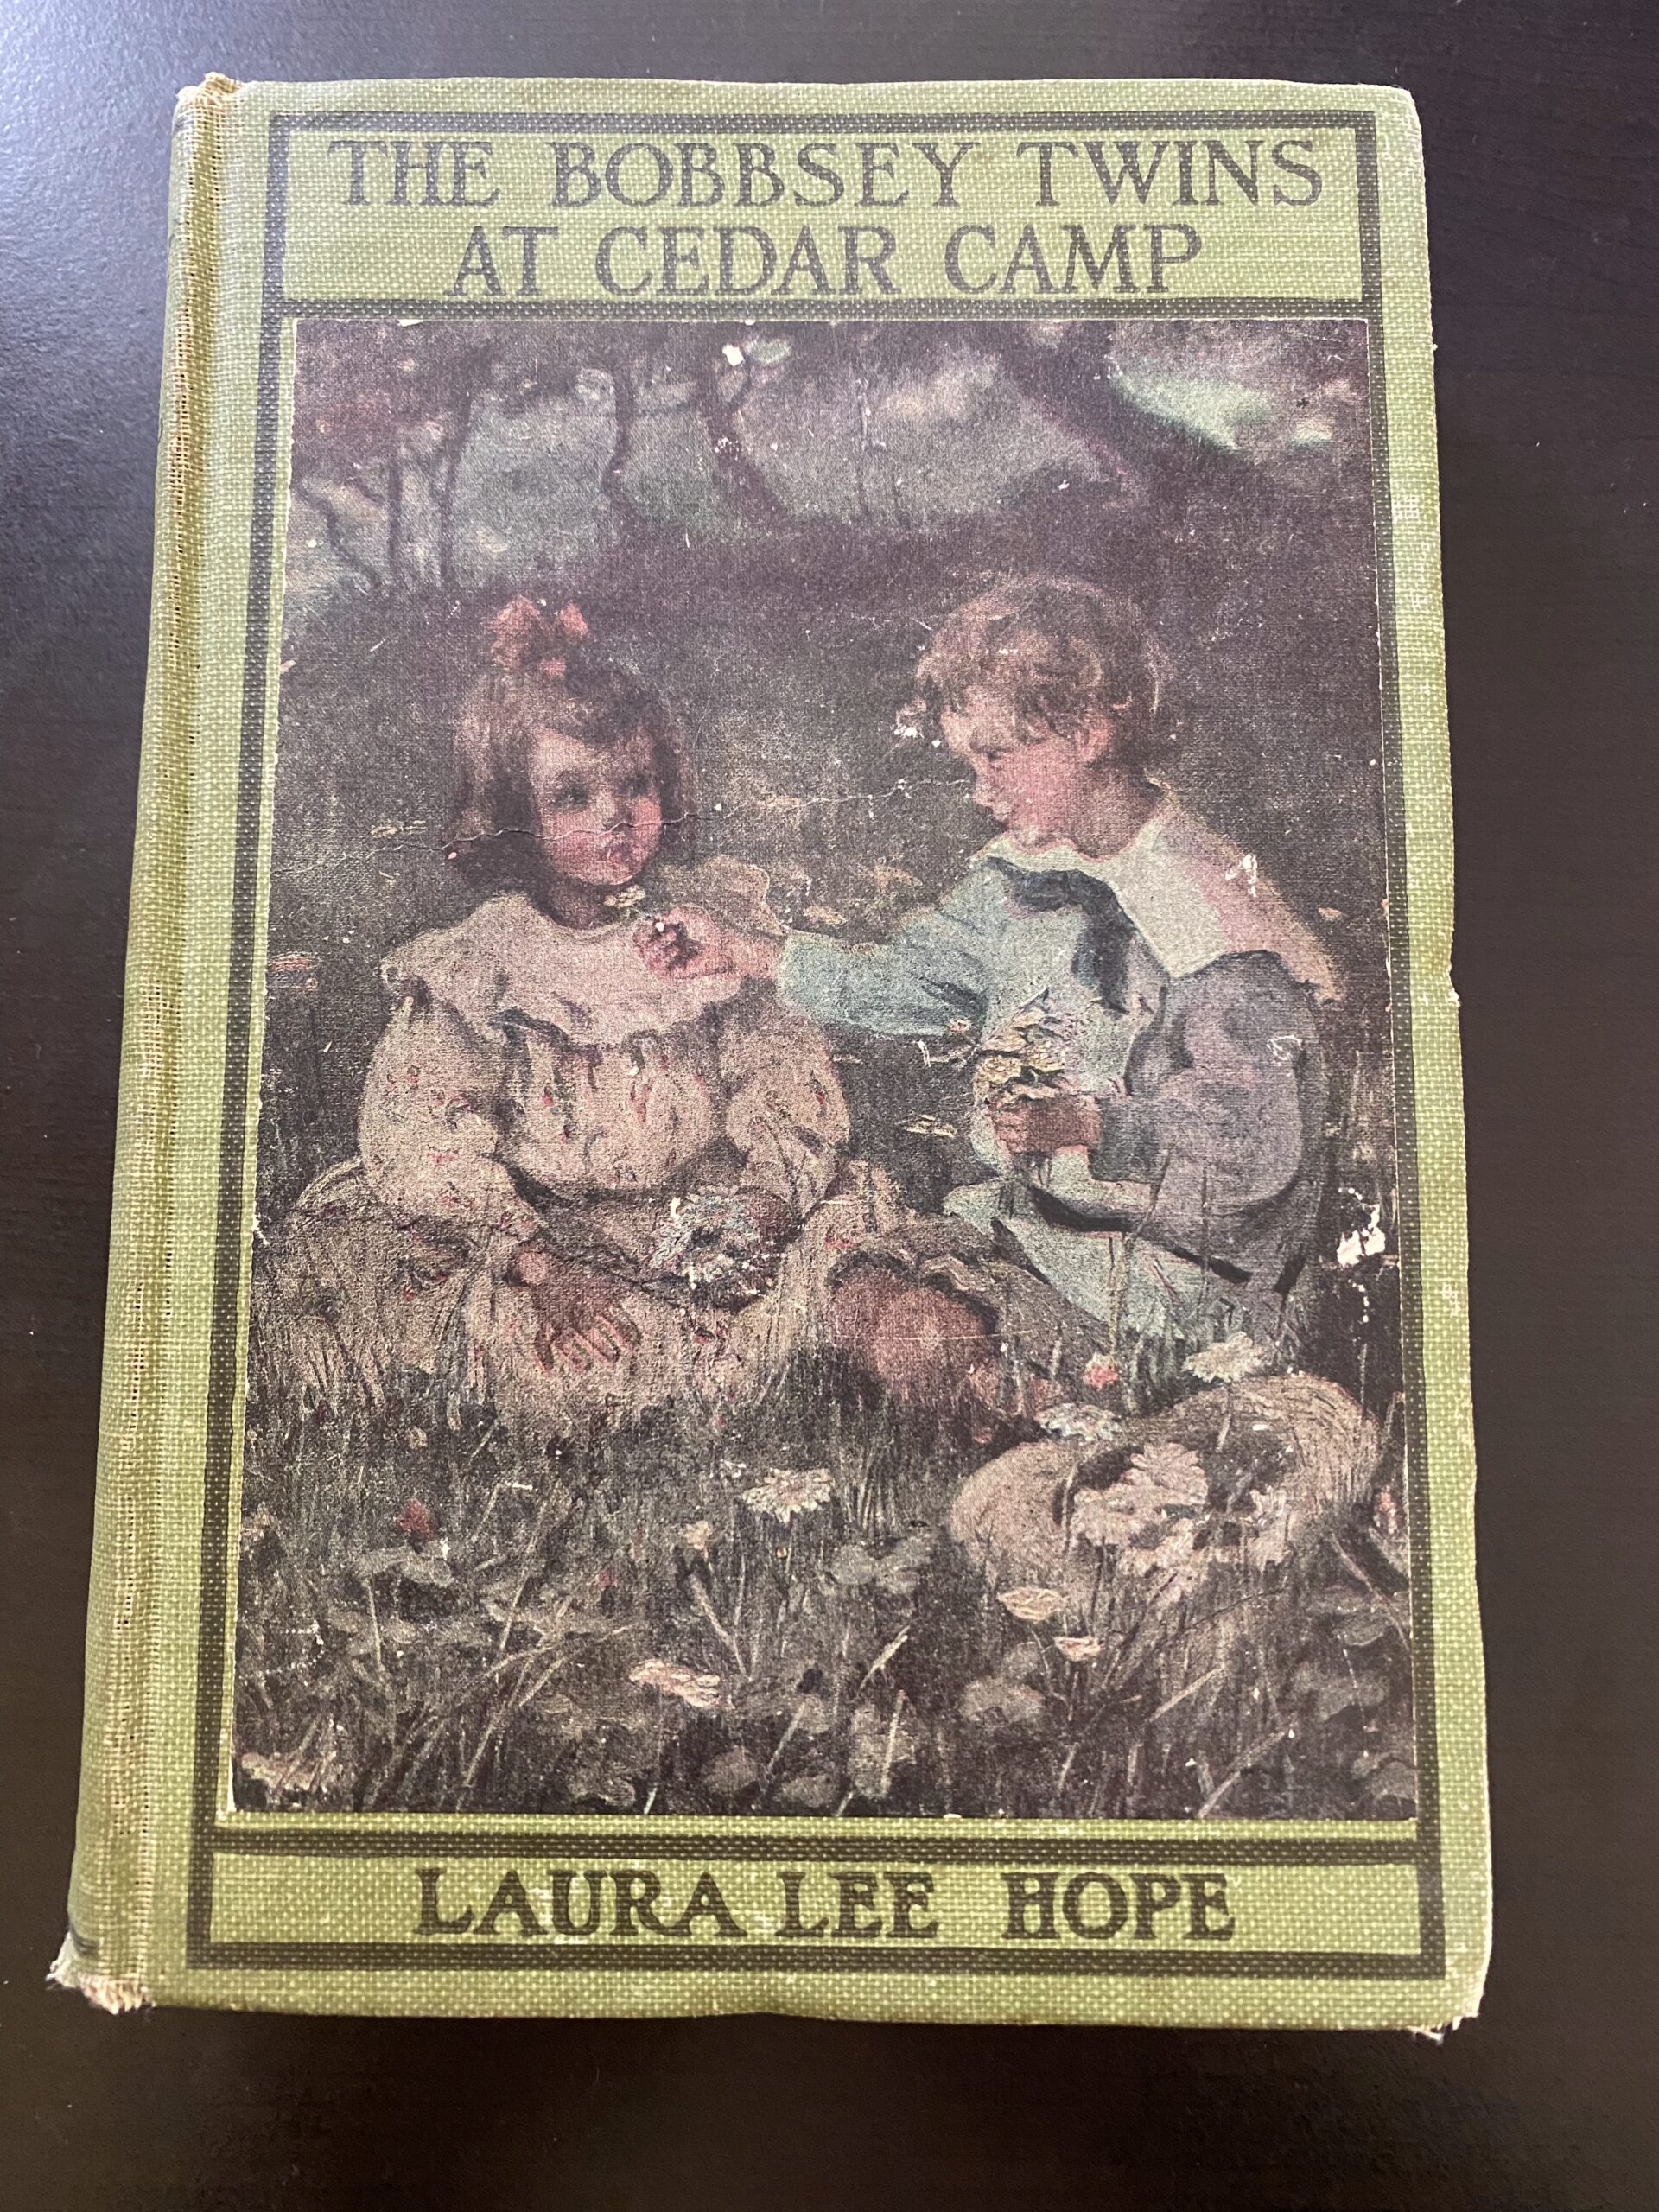 THE BOBBSEY TWINS
AT CEDAR CAMP
LAURA LEE HOPE